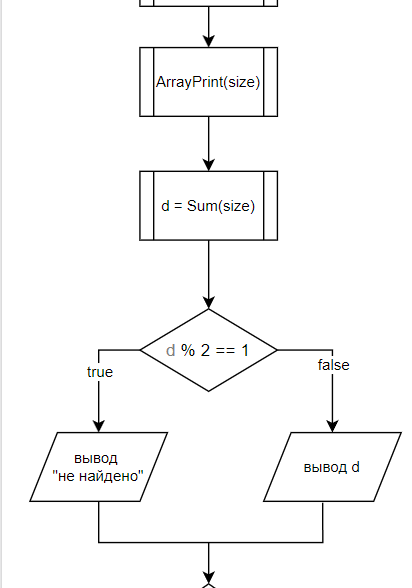 ArrayPrint(size)
d = Sum(size)
d % 2 == 1
true
false
вывод
"не найдено"
вывод d